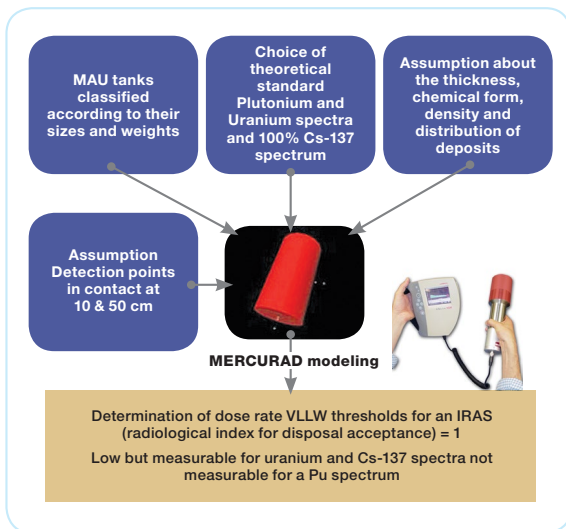 MAU tanks
classified
according to their
sizes and weights
Choice of
theoretical
standard
Plutonium and
Uranium spectra
and 100% Cs-137
spectrum
Assumption about
the thickness,
chemical form,
density and
distribution of
deposits
Assumption
Detection points
in contact at
10 & 50 cm
MERCURAD modeling
Determination of dose rate VLLW thresholds for an IRAS
(radiological index for disposal acceptance) = 1
Low but measurable for uranium and Cs-137 spectra not
measurable for a Pu spectrum